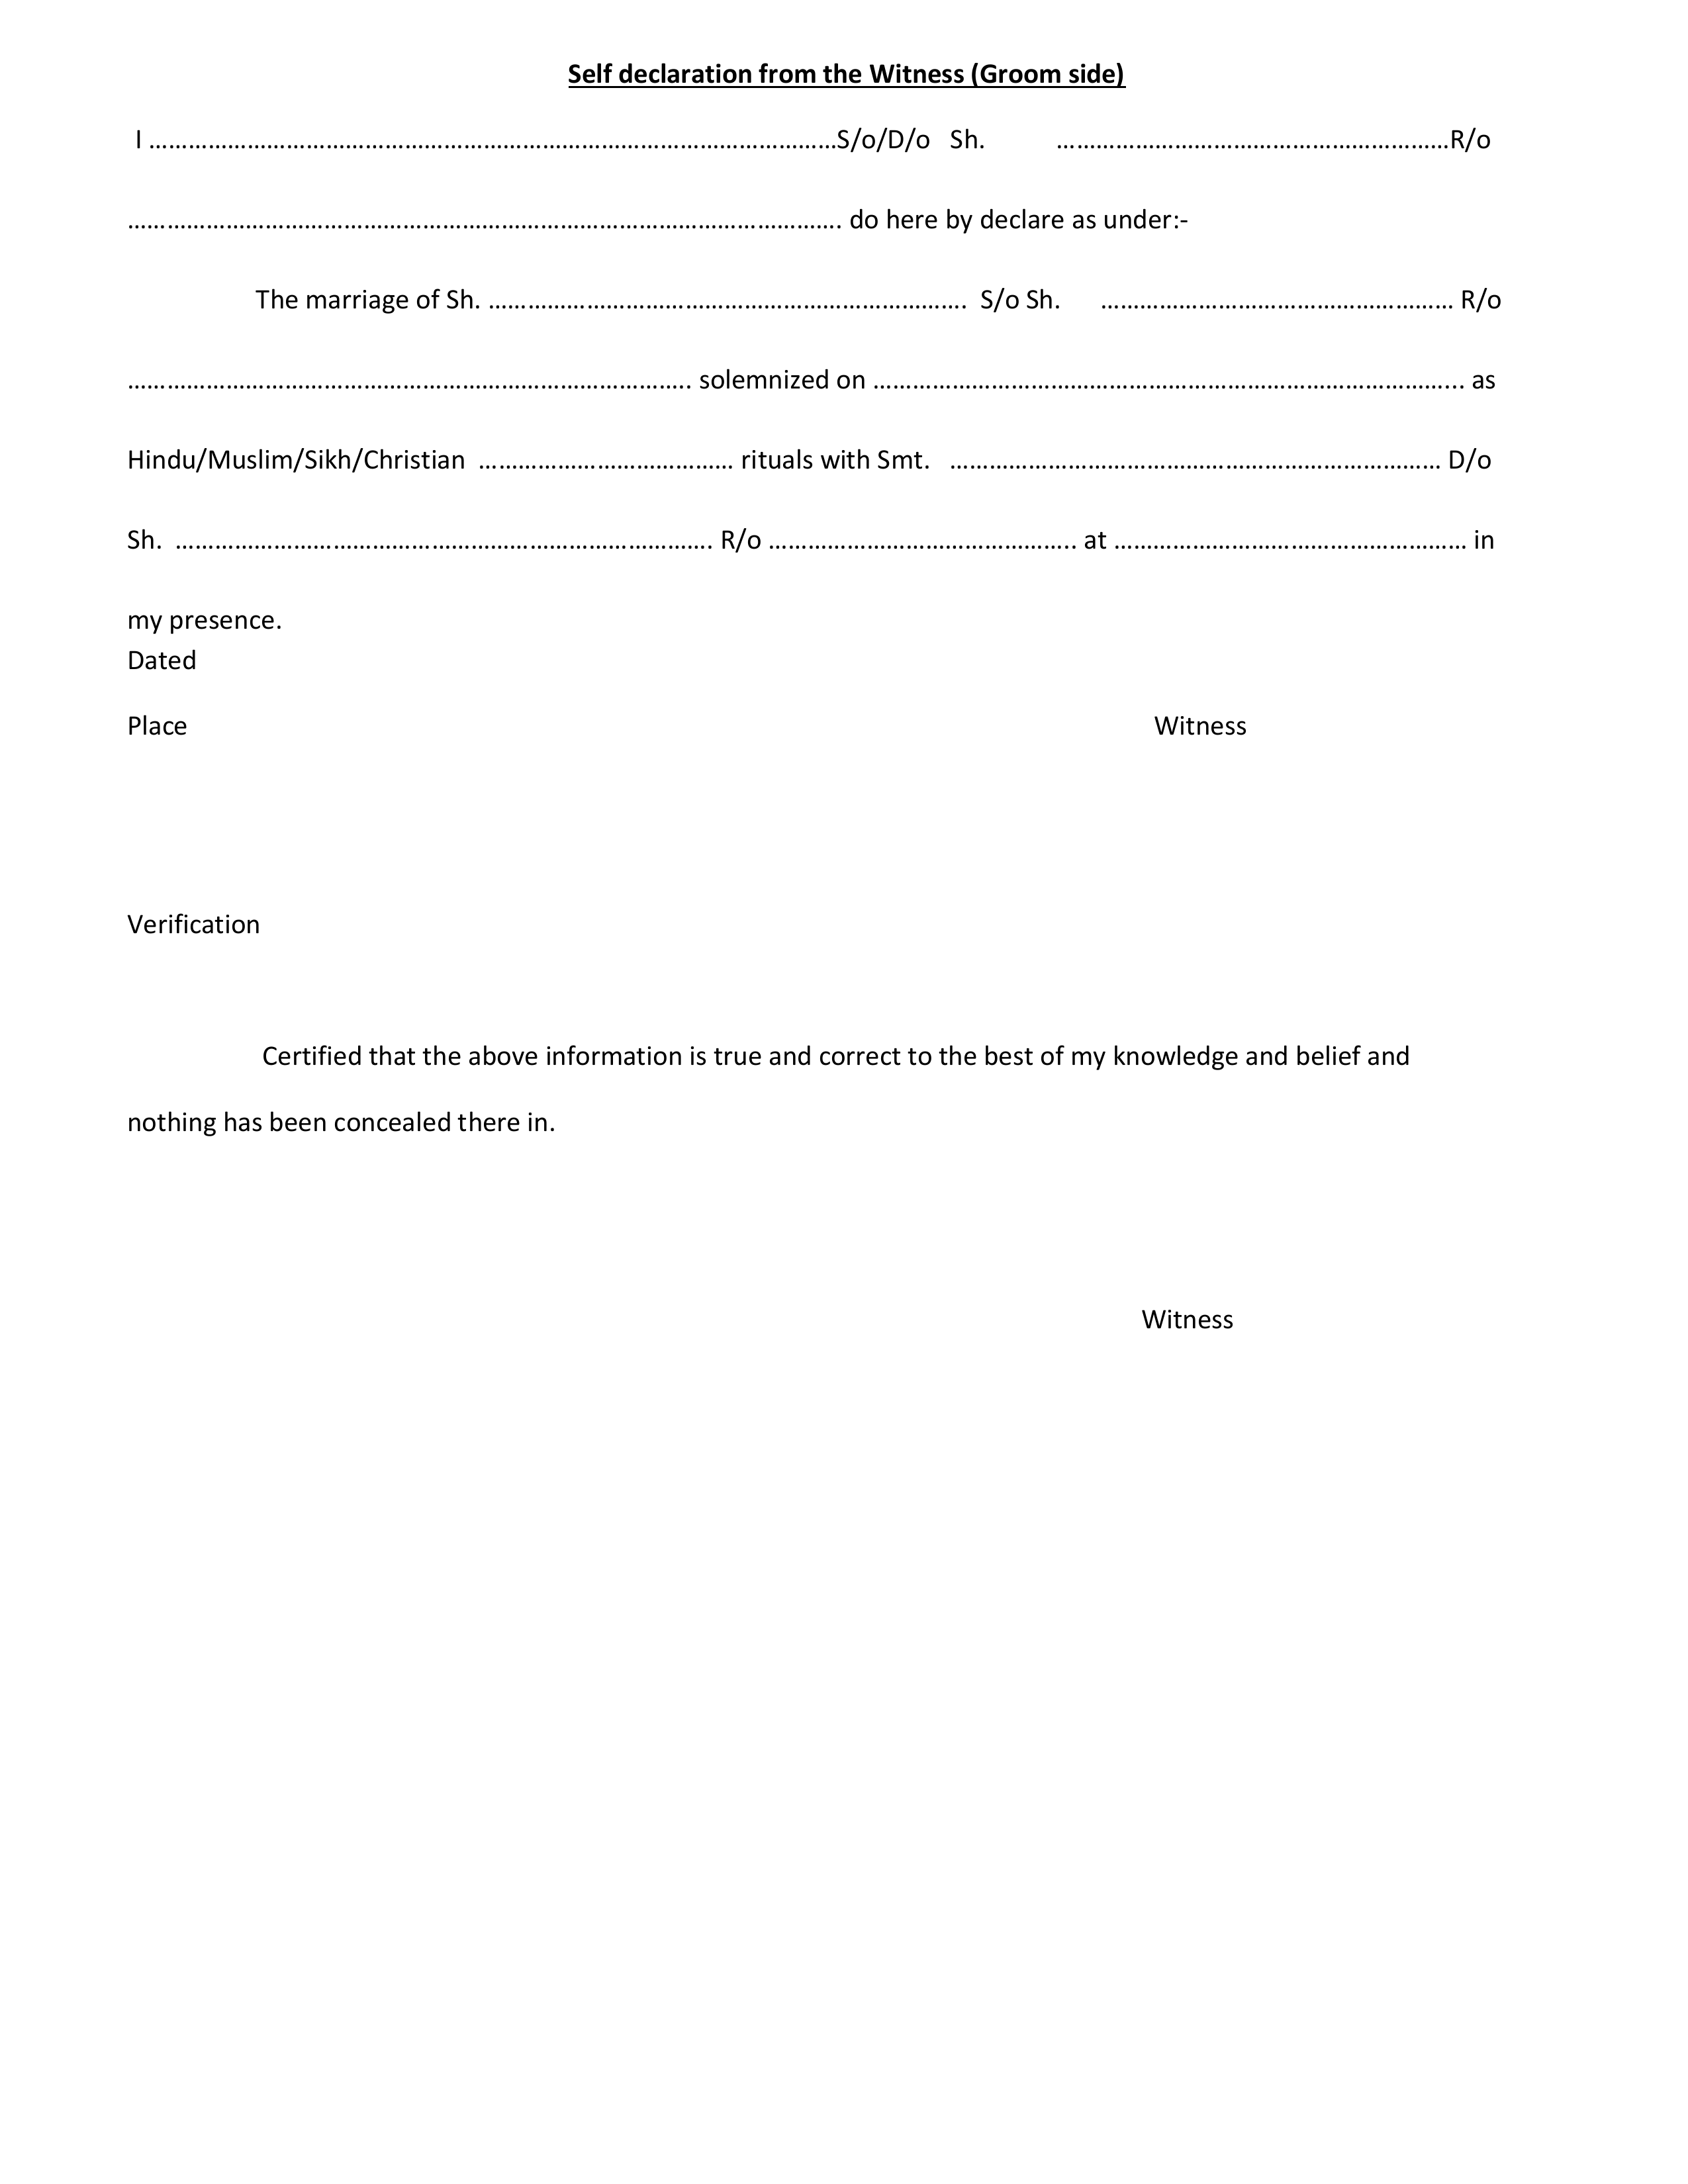 Self declaration from the Witness (Groom side)
I ……………………………………………………………………………………………S/o/D/o Sh. ……………………………………………………R/o
………………………………………………………………………………………………. do here by declare as under:-
The marriage of Sh. ………………………………………………………………. S/o Sh. ……………………………………………… R/o
…………………………………………………………………………. solemnized on ……………………………………………………………………………….. as
Hindu/Muslim/Sikh/Christian ………………………………… rituals with Smt. ………………………………………………………………… D/o
Sh. ………………………………………………………………………. R/o ……………………………………….. at ……………………………………………… in
my presence.
Dated
Place Witness
Verification
Certified that the above information is true and correct to the best of my knowledge and belief and
nothing has been concealed there in.
Witness